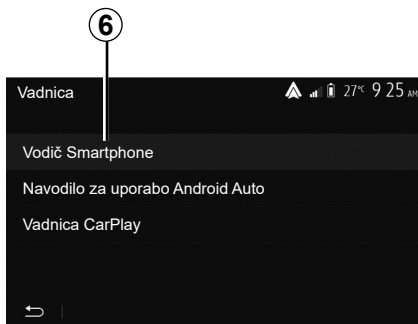 6
Vadnica 27°C 9 25 AM
Vodič Smartphone
Navodilo za uporabo Android Auto
Vadnica CarPlay